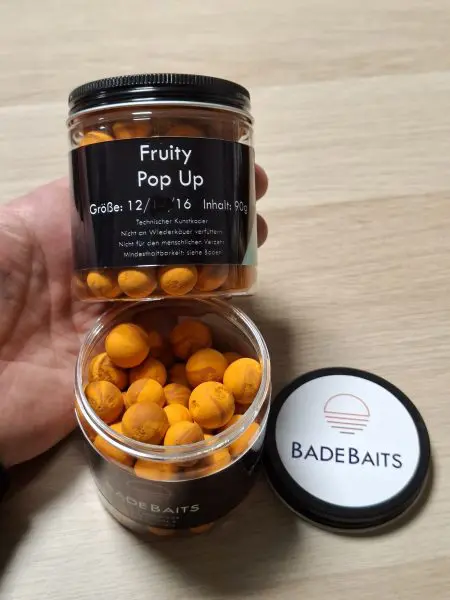 Fruity
Pop Up
Größe: 12/ /16 Inhalt: 90g
Technischer Kunstköder
Nicht an Wiederkäuer verfüttern
Nicht für den menschlichen Verzehr
Mindesthaltbarkeit: siehe Boden
BADEBAITS
BADEBAITS